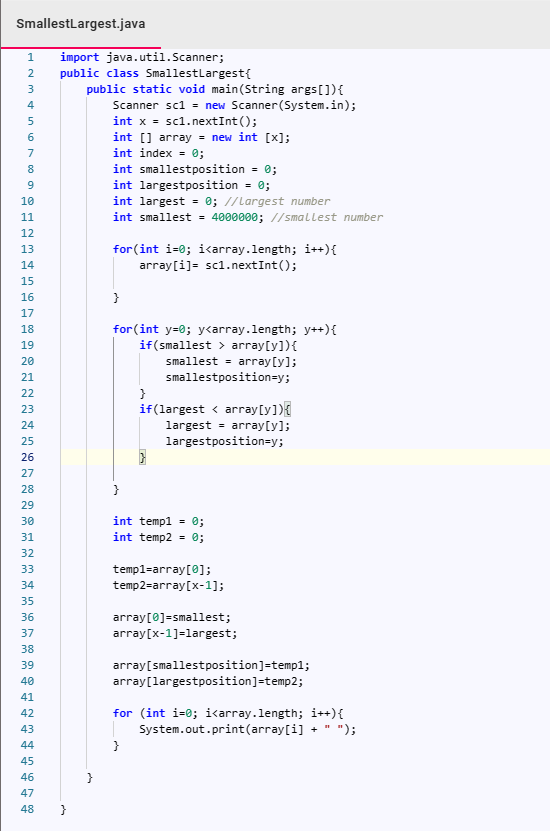 SmallestLargest.java
1 import java.util.Scanner;
2 public class SmallestLargest{
3 public static void main(String args[]){
4 Scanner sc1 = new Scanner(System.in);
5 int x = sc1.nextInt();
6 int [] array = new int [x];
7 int index = 0;
8 int smallestposition = 0;
9 int largestposition = 0;
10 int largest = 0; //largest number
11 int smallest = 4000000; //smallest number
12
13 for(int i=0; i<array.length; i++){
14 array[i]= sc1.nextInt();
15
16 }
17
18 for(int y=0; y<array.length; y++){
19 if(smallest > array[y]){
20 smallest = array[y];
21 smallestposition=y;
22 }
23 if(largest < array[y]){
24 largest = array[y];
25 largestposition=y;
26 }
27
28 }
29
30 int temp1 = 0;
31 int temp2 = 0;
32
33 temp1=array[0];
34 temp2=array[x-1];
35
36 array[0]=smallest;
37 array[x-1]=largest;
38
39 array[smallestposition]=temp1;
40 array[largestposition]=temp2;
41
42 for (int i=0; i<array.length; i++){
43 System.out.print(array[i] + " ");
44 }
45
46 }
47
48 }